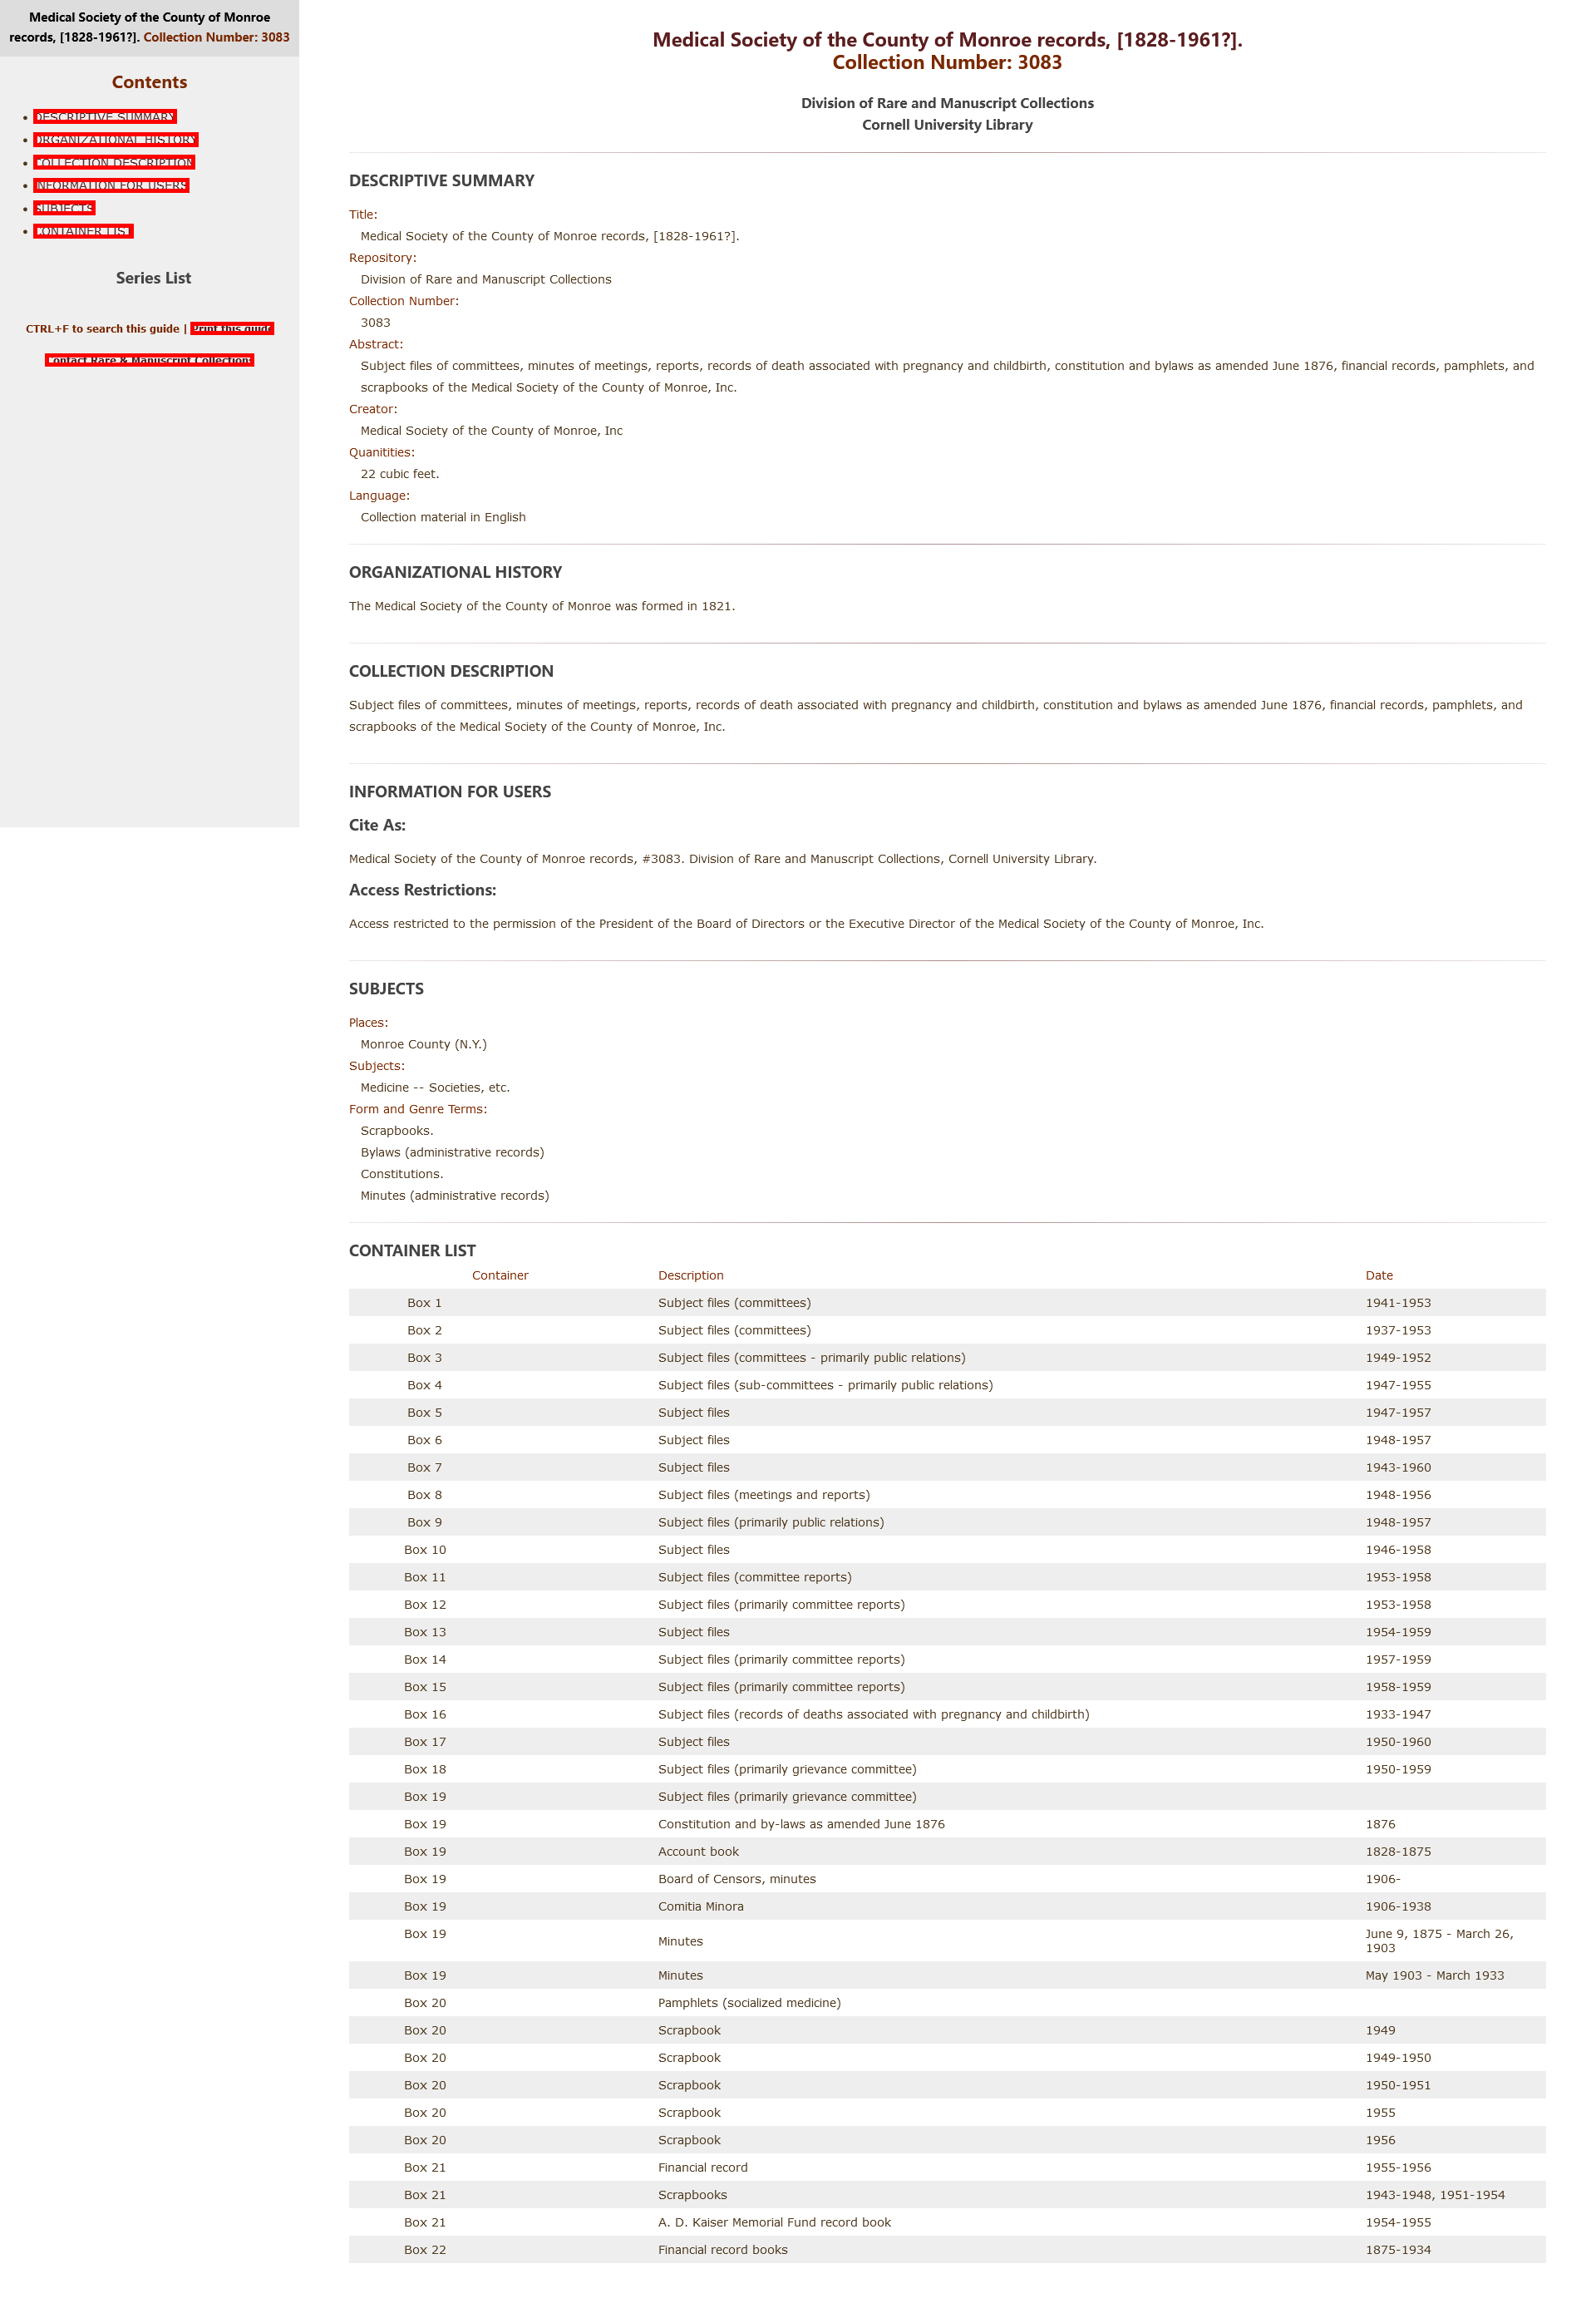 Medical Society of the County of Monroe
records, [1828-1961?]. Collection Number: 3083
Contents
DESCRIPTIVE SUMMARY
ORGANIZATIONAL HISTORY
COLLECTION DESCRIPTION
INFORMATION FOR USERS
SUBJECTS
CONTAINER LIST
Series List
CTRL+F to search this guide | Print this guide
Contact Rare & Manuscript Collections
Medical Society of the County of Monroe records, [1828-1961?].
Collection Number: 3083
Division of Rare and Manuscript Collections
Cornell University Library
DESCRIPTIVE SUMMARY
Title:
Medical Society of the County of Monroe records, [1828-1961?].
Repository:
Division of Rare and Manuscript Collections
Collection Number:
3083
Abstract:
Subject files of committees, minutes of meetings, reports, records of death associated with pregnancy and childbirth, constitution and bylaws as amended June 1876, financial records, pamphlets, and
scrapbooks of the Medical Society of the County of Monroe, Inc.
Creator:
Medical Society of the County of Monroe, Inc
Quanitities:
22 cubic feet.
Language:
Collection material in English
ORGANIZATIONAL HISTORY
The Medical Society of the County of Monroe was formed in 1821.
COLLECTION DESCRIPTION
Subject files of committees, minutes of meetings, reports, records of death associated with pregnancy and childbirth, constitution and bylaws as amended June 1876, financial records, pamphlets, and
scrapbooks of the Medical Society of the County of Monroe, Inc.
INFORMATION FOR USERS
Cite As:
Medical Society of the County of Monroe records, #3083. Division of Rare and Manuscript Collections, Cornell University Library.
Access Restrictions:
Access restricted to the permission of the President of the Board of Directors or the Executive Director of the Medical Society of the County of Monroe, Inc.
SUBJECTS
Places:
Monroe County (N.Y.)
Subjects:
Medicine -- Societies, etc.
Form and Genre Terms:
Scrapbooks.
Bylaws (administrative records)
Constitutions.
Minutes (administrative records)
CONTAINER LIST
Container Description Date
Box 1 Subject files (committees) 1941-1953
Box 2 Subject files (committees) 1937-1953
Box 3 Subject files (committees - primarily public relations) 1949-1952
Box 4 Subject files (sub-committees - primarily public relations) 1947-1955
Box 5 Subject files 1947-1957
Box 6 Subject files 1948-1957
Box 7 Subject files 1943-1960
Box 8 Subject files (meetings and reports) 1948-1956
Box 9 Subject files (primarily public relations) 1948-1957
Box 10 Subject files 1946-1958
Box 11 Subject files (committee reports) 1953-1958
Box 12 Subject files (primarily committee reports) 1953-1958
Box 13 Subject files 1954-1959
Box 14 Subject files (primarily committee reports) 1957-1959
Box 15 Subject files (primarily committee reports) 1958-1959
Box 16 Subject files (records of deaths associated with pregnancy and childbirth) 1933-1947
Box 17 Subject files 1950-1960
Box 18 Subject files (primarily grievance committee) 1950-1959
Box 19 Subject files (primarily grievance committee)
Box 19 Constitution and by-laws as amended June 1876 1876
Box 19 Account book 1828-1875
Box 19 Board of Censors, minutes 1906-
Box 19 Comitia Minora 1906-1938
Box 19 Minutes June 9, 1875 - March 26,
1903
Box 19 Minutes May 1903 - March 1933
Box 20 Pamphlets (socialized medicine)
Box 20 Scrapbook 1949
Box 20 Scrapbook 1949-1950
Box 20 Scrapbook 1950-1951
Box 20 Scrapbook 1955
Box 20 Scrapbook 1956
Box 21 Financial record 1955-1956
Box 21 Scrapbooks 1943-1948, 1951-1954
Box 21 A. D. Kaiser Memorial Fund record book 1954-1955
Box 22 Financial record books 1875-1934